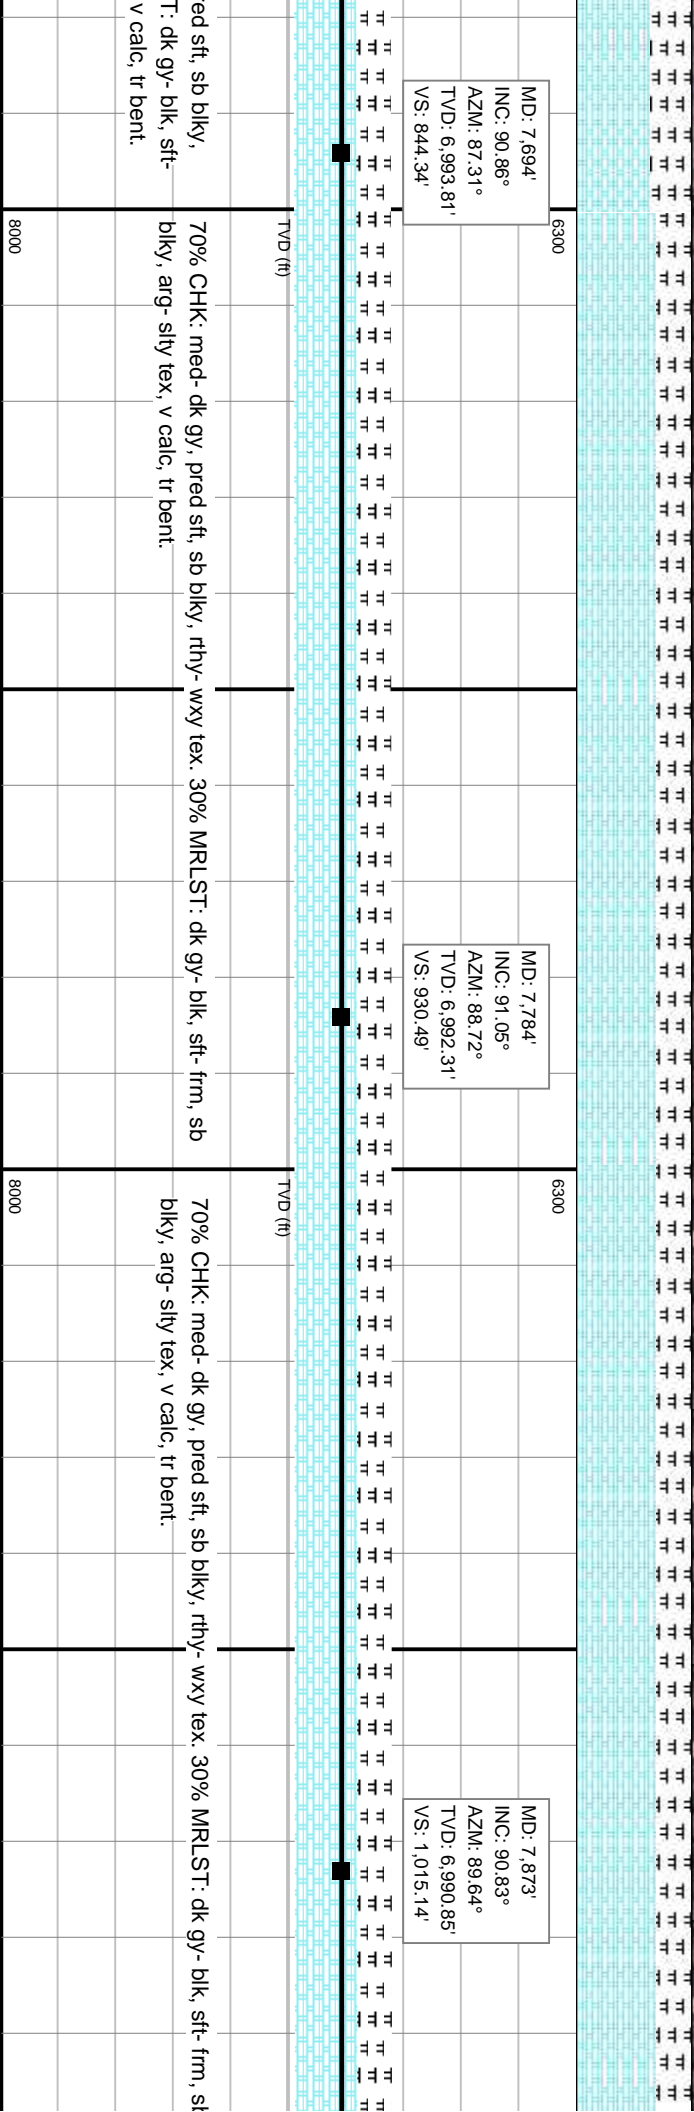 MD: 7,694'
INC: 90.86°
AZM: 87.31°
TVD: 6,993.81'
VS: 844.34'
6300
TVD (ft)
8000
ed sft, sb blky,
T: dk gy- blk, sft-
v calc, tr bent.
70% CHK: med- dk gy, pred sft, sb blky, rthy- wxy tex. 30% MRLST: dk gy- blk, sft- frm, sb
blky, arg- slty tex, v calc, tr bent.
MD: 7,784'
INC: 91.05°
AZM: 88.72°
TVD: 6,992.31'
VS: 930.49'
6300
TVD (ft)
8000
70% CHK: med- dk gy, pred sft, sb blky, rthy- wxy tex. 30% MRLST: dk gy- blk, sft- frm, sb
blky, arg- slty tex, v calc, tr bent.
MD: 7,873'
INC: 90.83°
AZM: 89.64°
TVD: 6,990.85'
VS: 1,015.14'